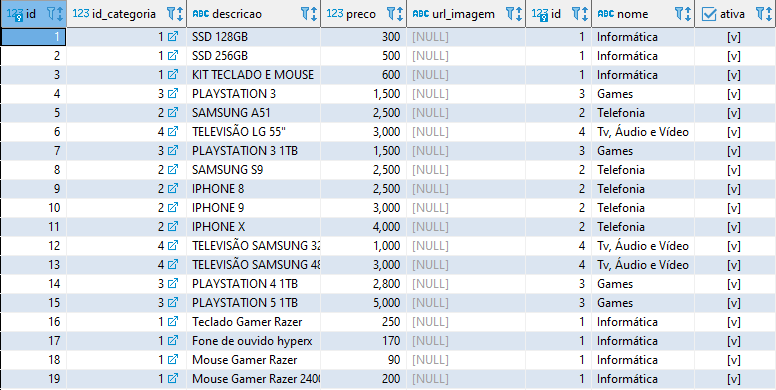 123 id 123 id_categoria ABC descricao 123 preco ABC url_imagem 123 id ABC nome ativa
1 1 SSD 128GB 300 [NULL] 1 Informática [v]
2 1 SSD 256GB 500 [NULL] 1 Informática [v]
3 1 KIT TECLADO E MOUSE 600 [NULL] 1 Informática [v]
4 3 PLAYSTATION 3 1,500 [NULL] 3 Games [v]
5 2 SAMSUNG A51 2,500 [NULL] 2 Telefonia [v]
6 4 TELEVISÃO LG 55" 3,000 [NULL] 4 Tv, Áudio e Vídeo [v]
7 3 PLAYSTATION 3 1TB 1,500 [NULL] 3 Games [v]
8 2 SAMSUNG S9 2,500 [NULL] 2 Telefonia [v]
9 2 IPHONE 8 2,500 [NULL] 2 Telefonia [v]
10 2 IPHONE 9 3,000 [NULL] 2 Telefonia [v]
11 2 IPHONE X 4,000 [NULL] 2 Telefonia [v]
12 4 TELEVISÃO SAMSUNG 32 1,000 [NULL] 4 Tv, Áudio e Vídeo [v]
13 4 TELEVISÃO SAMSUNG 48 3,000 [NULL] 4 Tv, Áudio e Vídeo [v]
14 3 PLAYSTATION 4 1TB 2,800 [NULL] 3 Games [v]
15 3 PLAYSTATION 5 1TB 5,000 [NULL] 3 Games [v]
16 1 Teclado Gamer Razer 250 [NULL] 1 Informática [v]
17 1 Fone de ouvido hyperx 170 [NULL] 1 Informática [v]
18 1 Mouse Gamer Razer 90 [NULL] 1 Informática [v]
19 1 Mouse Gamer Razer 2400 200 [NULL] 1 Informática [v]